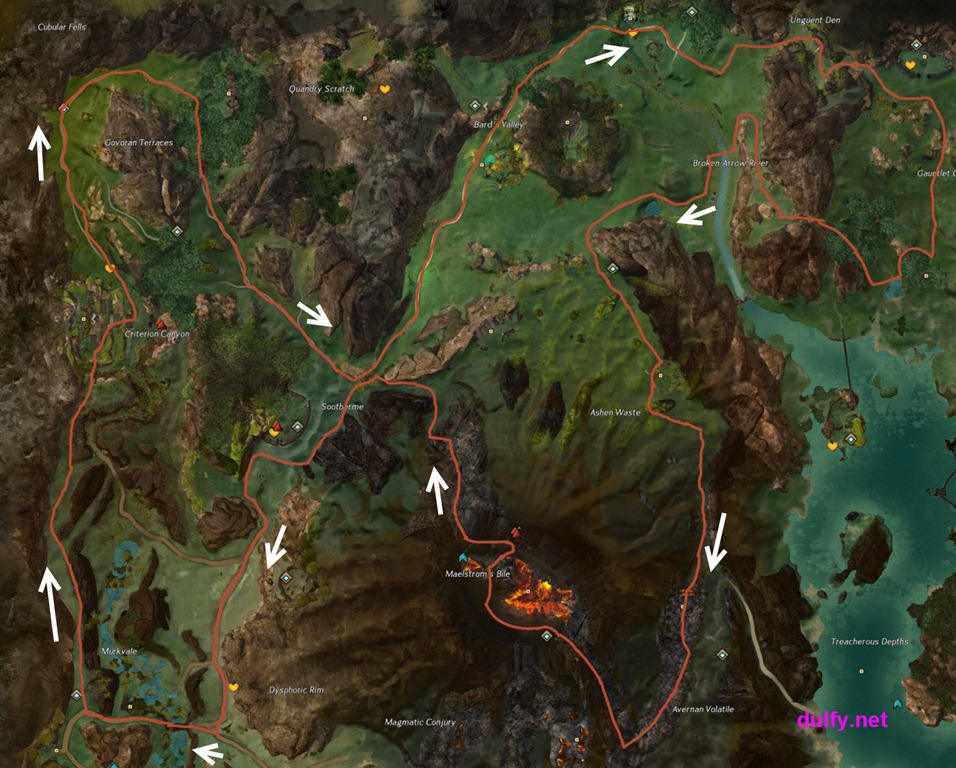 Cubular Fells
Unguent Den
Quandry Scratch
Bard's Valley
Govoran Terraces
Broken Arrow River
Gauntlet
Criterion Canyon
Ashen Waste
Maelstrom's Bile
Treacherous Depths
Murkvale
Dysphotic Rim
Avernan Volatile
Magmatic Conjury
dulfy.net